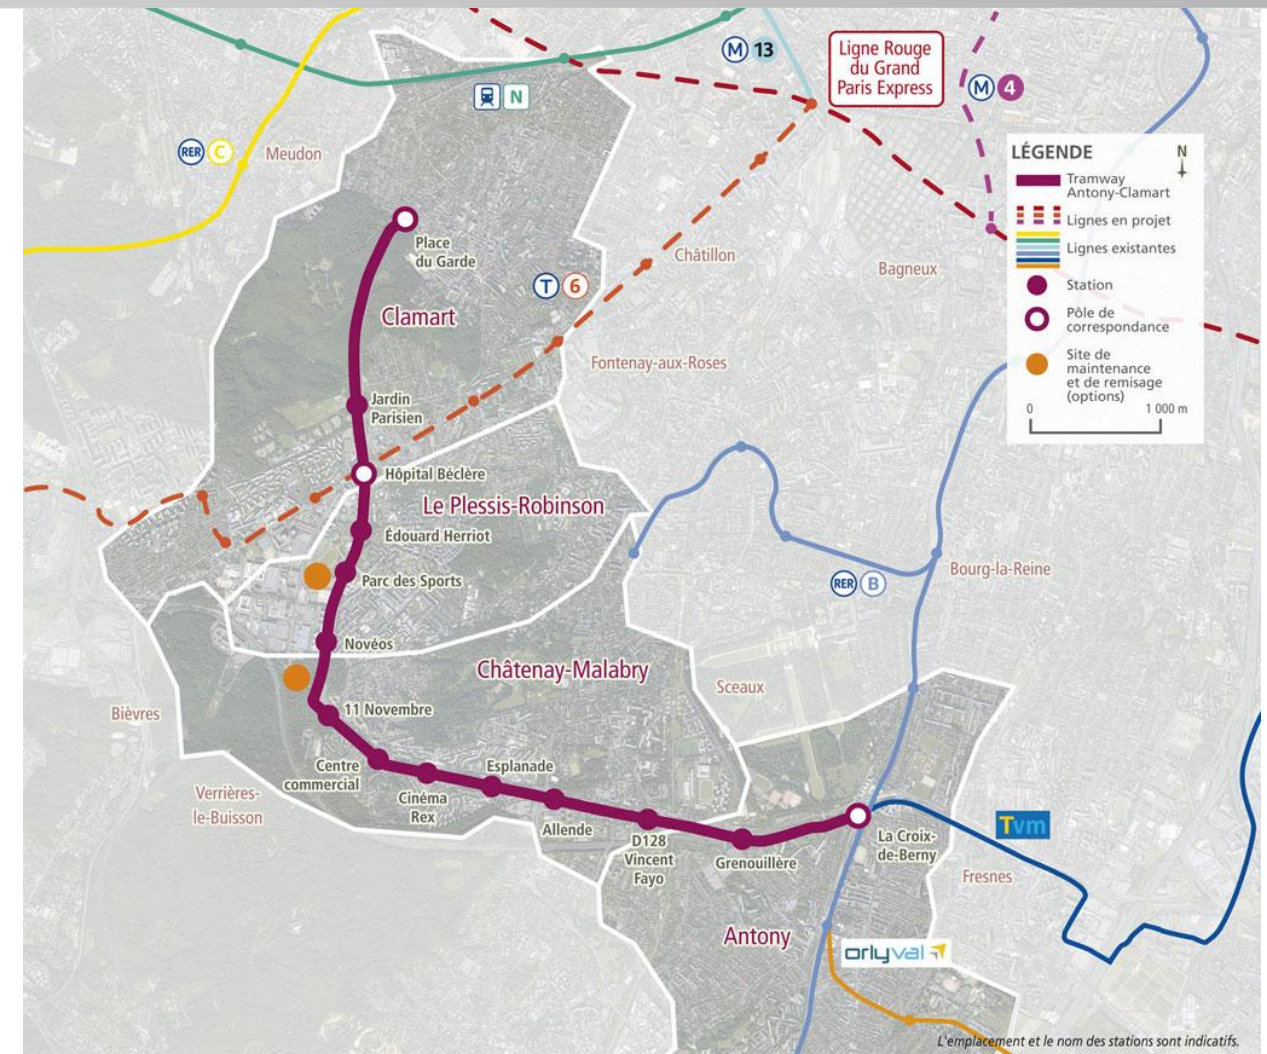 M 13
Ligne Rouge
du Grand
Paris Express
M 4
N
RER C
Meudon
LÉGENDE
N
Tramway
Antony-Clamart
Lignes en projet
Lignes existantes
Station
Pôle de
correspondance
Site de
maintenance
et de remisage
(options)
0 1 000 m
Place
du Garde
Châtillon
Bagneux
T 6
Clamart
Fontenay-aux-Roses
Jardin
Parisien
Hôpital Béclère
Le Plessis-Robinson
Édouard Herriot
Parc des Sports
RER B
Bourg-la-Reine
Novéos
Châtenay-Malabry
Sceaux
Bièvres
11 Novembre
Centre
commercial
Esplanade
Verrières-
le-Buisson
Cinéma
Rex
Allende
D128
Vincent
Fayo
Grenouillère
La Croix-
de-Berny
Tvm
Fresnes
Antony
orlyval
L'emplacement et le nom des stations sont indicatifs.